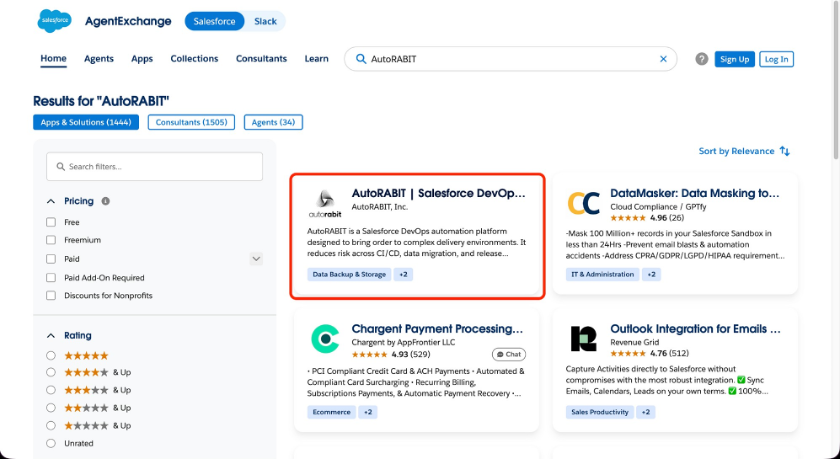 salesforce
AgentExchange
Salesforce
Slack
Home
Agents
Apps
Collections
Consultants
Learn
AutoRABIT
?
Sign Up
Log In
Results for "AutoRABIT"
Apps & Solutions (1444)
Consultants (1505)
Agents (34)
Search filters...
Pricing
Free
Freemium
Paid
Paid Add-On Required
Discounts for Nonprofits
Rating
& Up
& Up
& Up
& Up
Unrated
Sort by Relevance
autorabit
AutoRABIT | Salesforce DevOp...
AutoRABIT, Inc.
AutoRABIT is a Salesforce DevOps automation platform
designed to bring order to complex delivery environments. It
reduces risk across CI/CD, data migration, and release...
Data Backup & Storage
+2
CC
DataMasker: Data Masking to...
Cloud Compliance / GPTfy
4.96 (26)
-Mask 100 Million+ records in your Salesforce Sandbox in
less than 24Hrs -Prevent email blasts & automation
accidents -Address CPRA/GDPR/LGPD/HIPAA requirement...
IT & Administration
+2
Chargent Payment Processing...
Chargent by AppFrontier LLC
4.93 (529)
Chat
• PCI Compliant Credit Card & ACH Payments • Automated &
Compliant Card Surcharging • Recurring Billing,
Subscriptions Payments, & Automatic Payment Recovery •...
Ecommerce
+2
Outlook Integration for Emails ...
Revenue Grid
4.76 (512)
Capture Activities directly to Salesforce without
compromises with the most robust integration. ✅ Sync
Emails, Calendars, Leads on your own terms. ✅ 100%...
Sales Productivity
+2